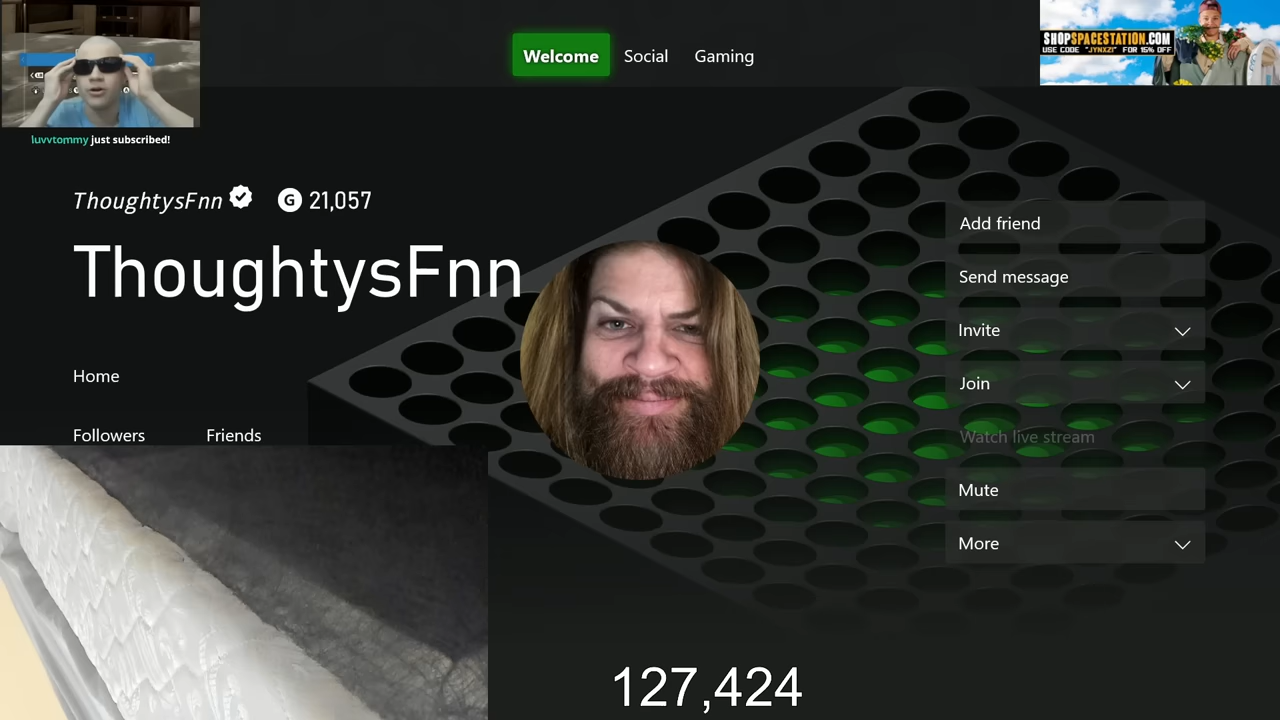 Welcome
Social
Gaming
SHOPSPACESTATION.COM
USE CODE "JYNXZI" FOR 15% OFF
luvvtommy just subscribed!
ThoughtysFnn
G 21,057
ThoughtysFnn
Add friend
Send message
Invite
Join
Watch live stream
Mute
More
Home
Followers
Friends
127,424